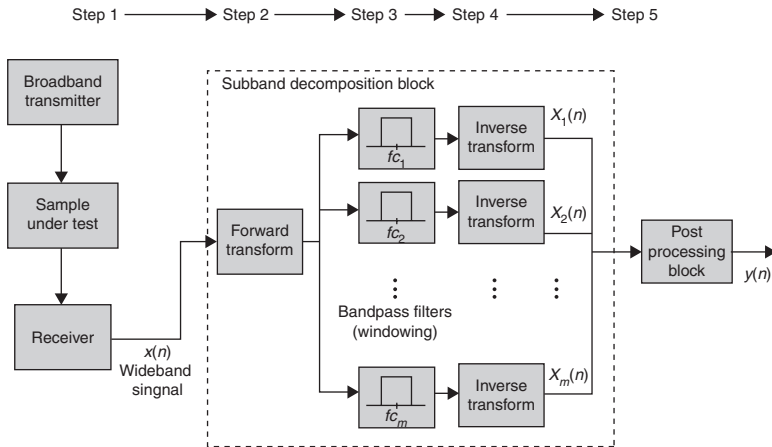 Step 1
Step 2
Step 3
Step 4
Step 5
Broadband
transmitter
Sample
under test
Receiver
x(n)
Wideband
singnal
Subband decomposition block
Forward
transform
fc1
fc2
Bandpass filters
(windowing)
fcm
Inverse
transform
Inverse
transform
Inverse
transform
X1(n)
X2(n)
Xm(n)
Post
processing
block
y(n)